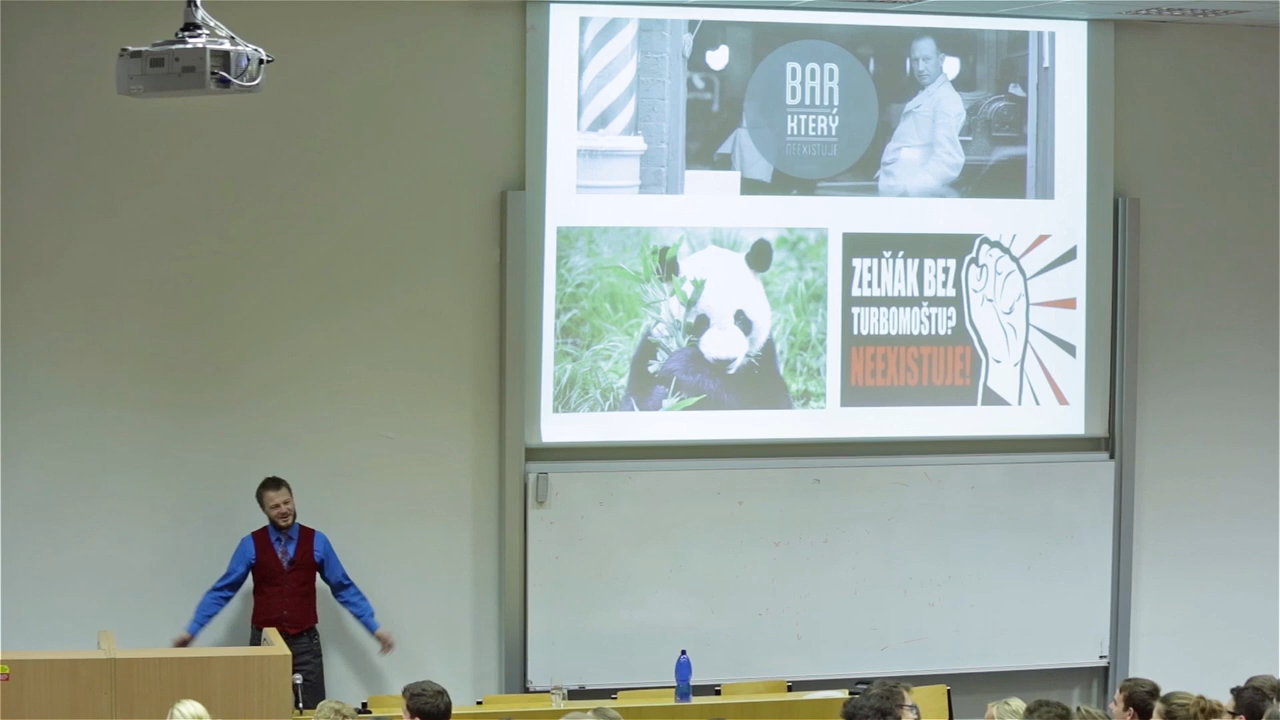 BAR
KTERÝ
NEEXISTUJE
ZELŇÁK BEZ
TURBOMOŠTU?
NEEXISTUJE!